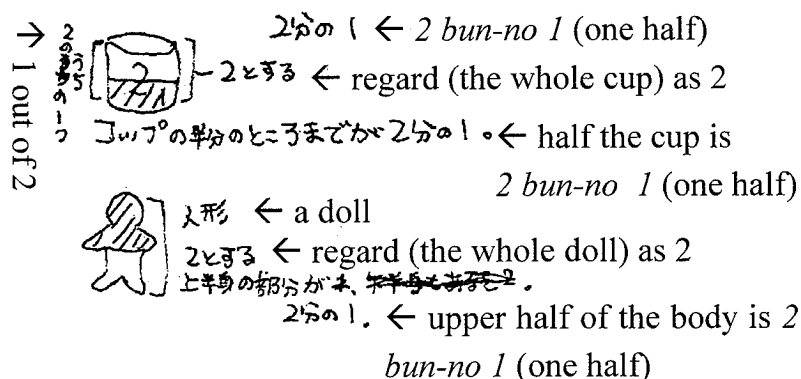 2分の1 ← 2 bun-no 1 (one half)
→ 1 out of 2
2のうちの1つ
2
1
2とする ← regard (the whole cup) as 2
コップの半分のところまでが2分の1。 ← half the cup is
2 bun-no 1 (one half)
人形 ← a doll
2とする ← regard (the whole doll) as 2
上半身の部分が
2分の1. ← upper half of the body is 2
bun-no 1 (one half)